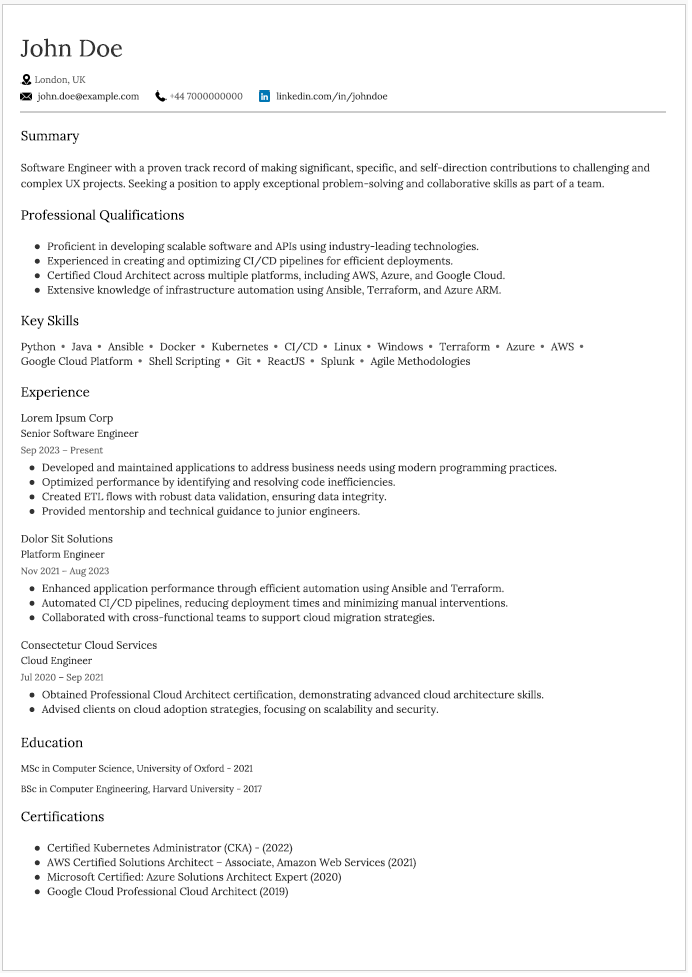 John Doe
London, UK
john.doe@example.com +44 7000000000 linkedin.com/in/johndoe
Summary
Software Engineer with a proven track record of making significant, specific, and self-direction contributions to challenging and
complex UX projects. Seeking a position to apply exceptional problem-solving and collaborative skills as part of a team.
Professional Qualifications
● Proficient in developing scalable software and APIs using industry-leading technologies.
● Experienced in creating and optimizing CI/CD pipelines for efficient deployments.
● Certified Cloud Architect across multiple platforms, including AWS, Azure, and Google Cloud.
● Extensive knowledge of infrastructure automation using Ansible, Terraform, and Azure ARM.
Key Skills
Python • Java • Ansible • Docker • Kubernetes • CI/CD • Linux • Windows • Terraform • Azure • AWS •
Google Cloud Platform • Shell Scripting • Git • ReactJS • Splunk • Agile Methodologies
Experience
Lorem Ipsum Corp
Senior Software Engineer
Sep 2023 – Present
● Developed and maintained applications to address business needs using modern programming practices.
● Optimized performance by identifying and resolving code inefficiencies.
● Created ETL flows with robust data validation, ensuring data integrity.
● Provided mentorship and technical guidance to junior engineers.
Dolor Sit Solutions
Platform Engineer
Nov 2021 – Aug 2023
● Enhanced application performance through efficient automation using Ansible and Terraform.
● Automated CI/CD pipelines, reducing deployment times and minimizing manual interventions.
● Collaborated with cross-functional teams to support cloud migration strategies.
Consectetur Cloud Services
Cloud Engineer
Jul 2020 – Sep 2021
● Obtained Professional Cloud Architect certification, demonstrating advanced cloud architecture skills.
● Advised clients on cloud adoption strategies, focusing on scalability and security.
Education
MSc in Computer Science, University of Oxford - 2021
BSc in Computer Engineering, Harvard University - 2017
Certifications
● Certified Kubernetes Administrator (CKA) - (2022)
● AWS Certified Solutions Architect – Associate, Amazon Web Services (2021)
● Microsoft Certified: Azure Solutions Architect Expert (2020)
● Google Cloud Professional Cloud Architect (2019)